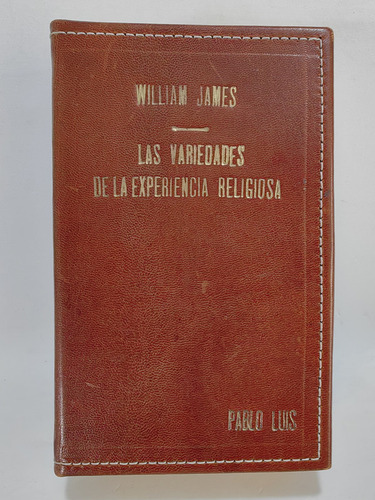 WILLIAM JAMES
LAS VARIEDADES
DE LA EXPERIENCIA RELIGIOSA
PABLO LUIS